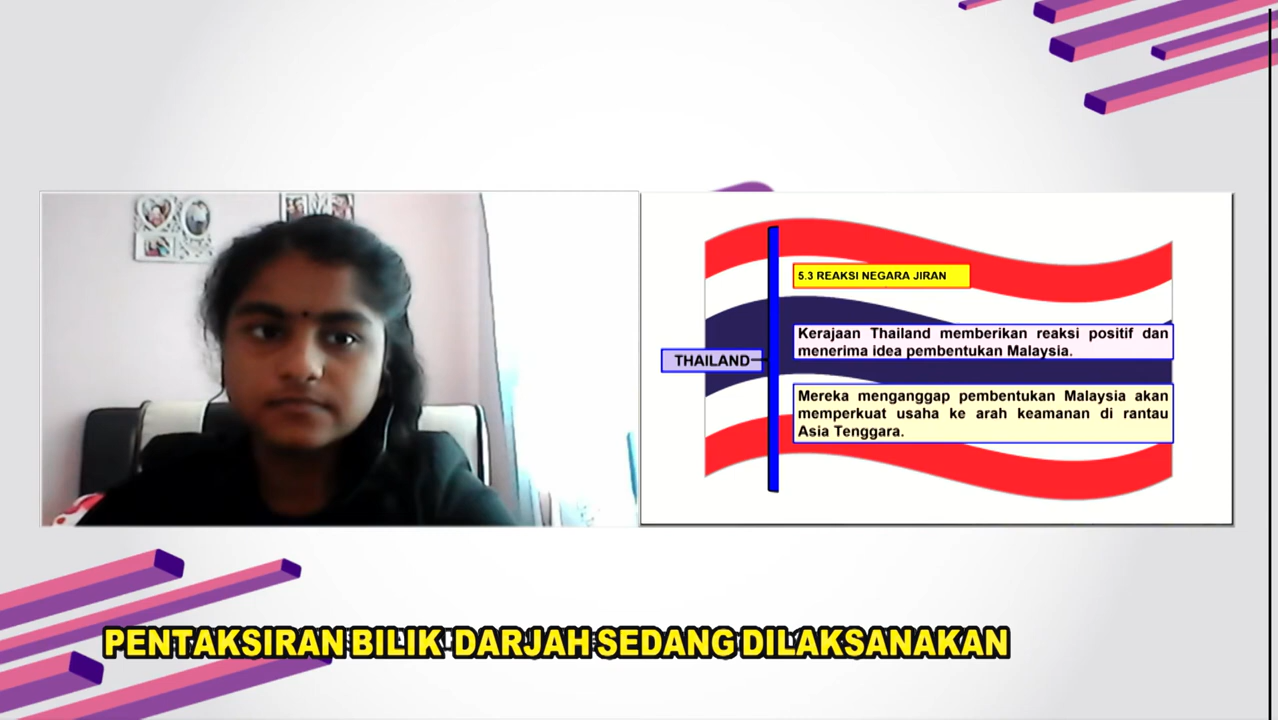 5.3 REAKSI NEGARA JIRAN
Kerajaan Thailand memberikan reaksi positif dan
menerima idea pembentukan Malaysia.
THAILAND
Mereka menganggap pembentukan Malaysia akan
memperkuat usaha ke arah keamanan di rantau
Asia Tenggara.
PENTAKSIRAN BILIK DARJAH SEDANG DILAKSANAKAN